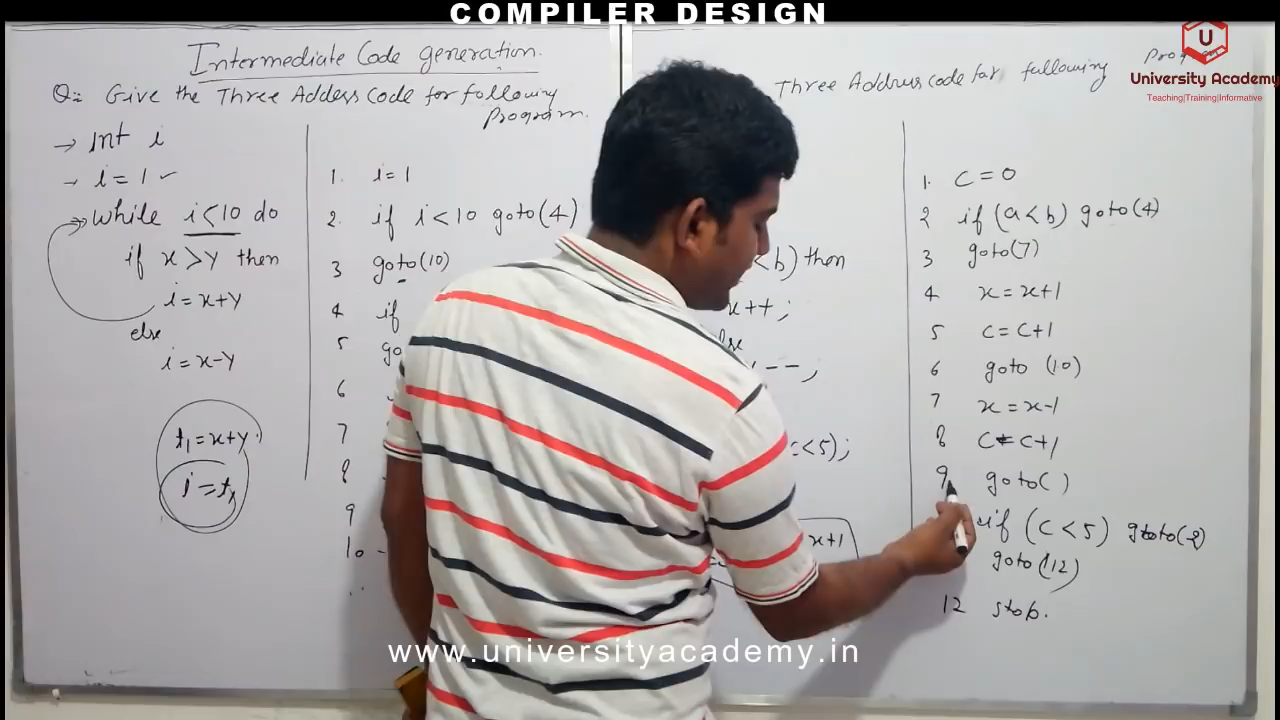 COMPILER DESIGN
Intermediate Code generation.
Q:- Give the Three Address Code for following
Program.
→ Int i
→ i = 1
→ while i<10 do
if x>y then
i = x+y
else
i = x-y
t1 = x+y
i = t1
1. i = 1
2. if i<10 goto (4)
3 goto (10)
4 if
5 go
6
7
8
9
10
Three Address code for following
Program
<b) then
x++;
else
--;
c<5);
x+1
1. c = 0
2 if (a<b) goto (4)
3 goto (7)
4 x = x+1
5 c = c+1
6 goto (10)
7 x = x-1
8 c = c+1
9 goto ( )
if (c<5) gototo(2)
goto (12)
12 stop.
U
University Academy
Teaching|Training|Informative
www.universityacademy.in